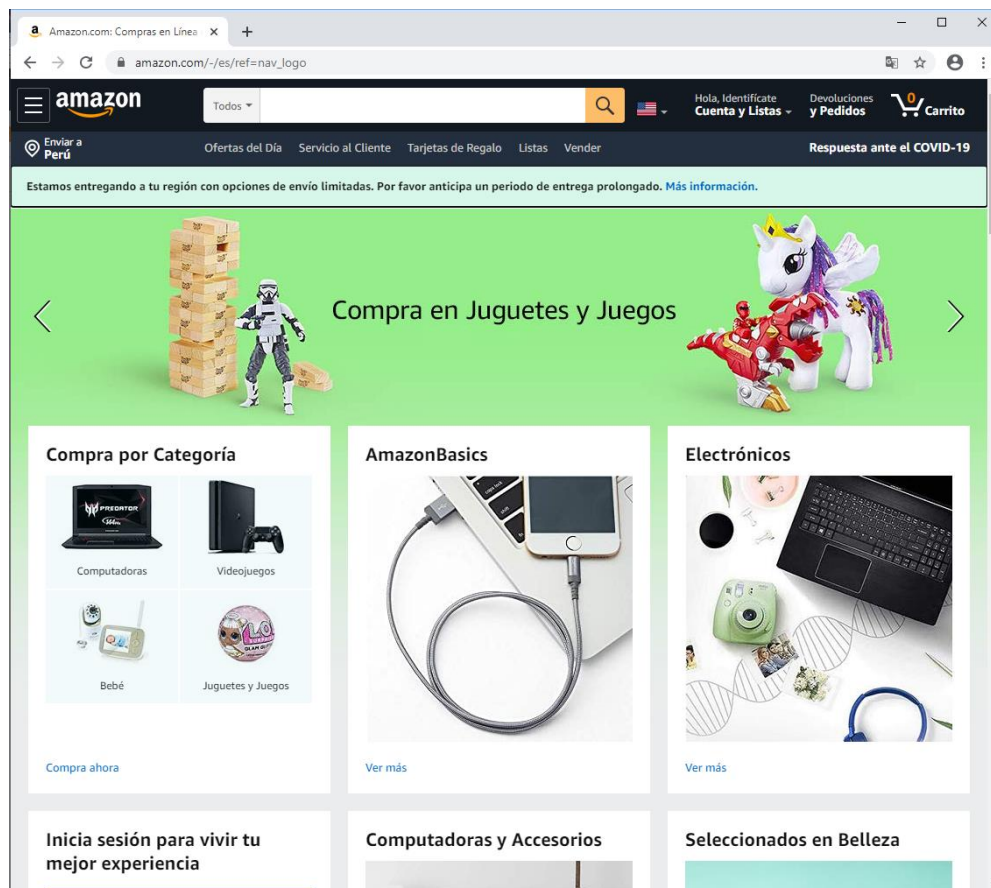 Amazon.com: Compras en Línea
amazon.com/-/es/ref=nav_logo
amazon
Todos
Hola, Identifícate
Cuenta y Listas
Devoluciones
y Pedidos
0
Carrito
Enviar a
Perú
Ofertas del Día Servicio al Cliente Tarjetas de Regalo Listas Vender
Respuesta ante el COVID-19
Estamos entregando a tu región con opciones de envío limitadas. Por favor anticipa un periodo de entrega prolongado. Más información.
Compra en Juguetes y Juegos
Compra por Categoría
PREDATOR
Computadoras
Videojuegos
Bebé
Juguetes y Juegos
Compra ahora
AmazonBasics
Ver más
Electrónicos
Ver más
Inicia sesión para vivir tu
mejor experiencia
Computadoras y Accesorios
Seleccionados en Belleza